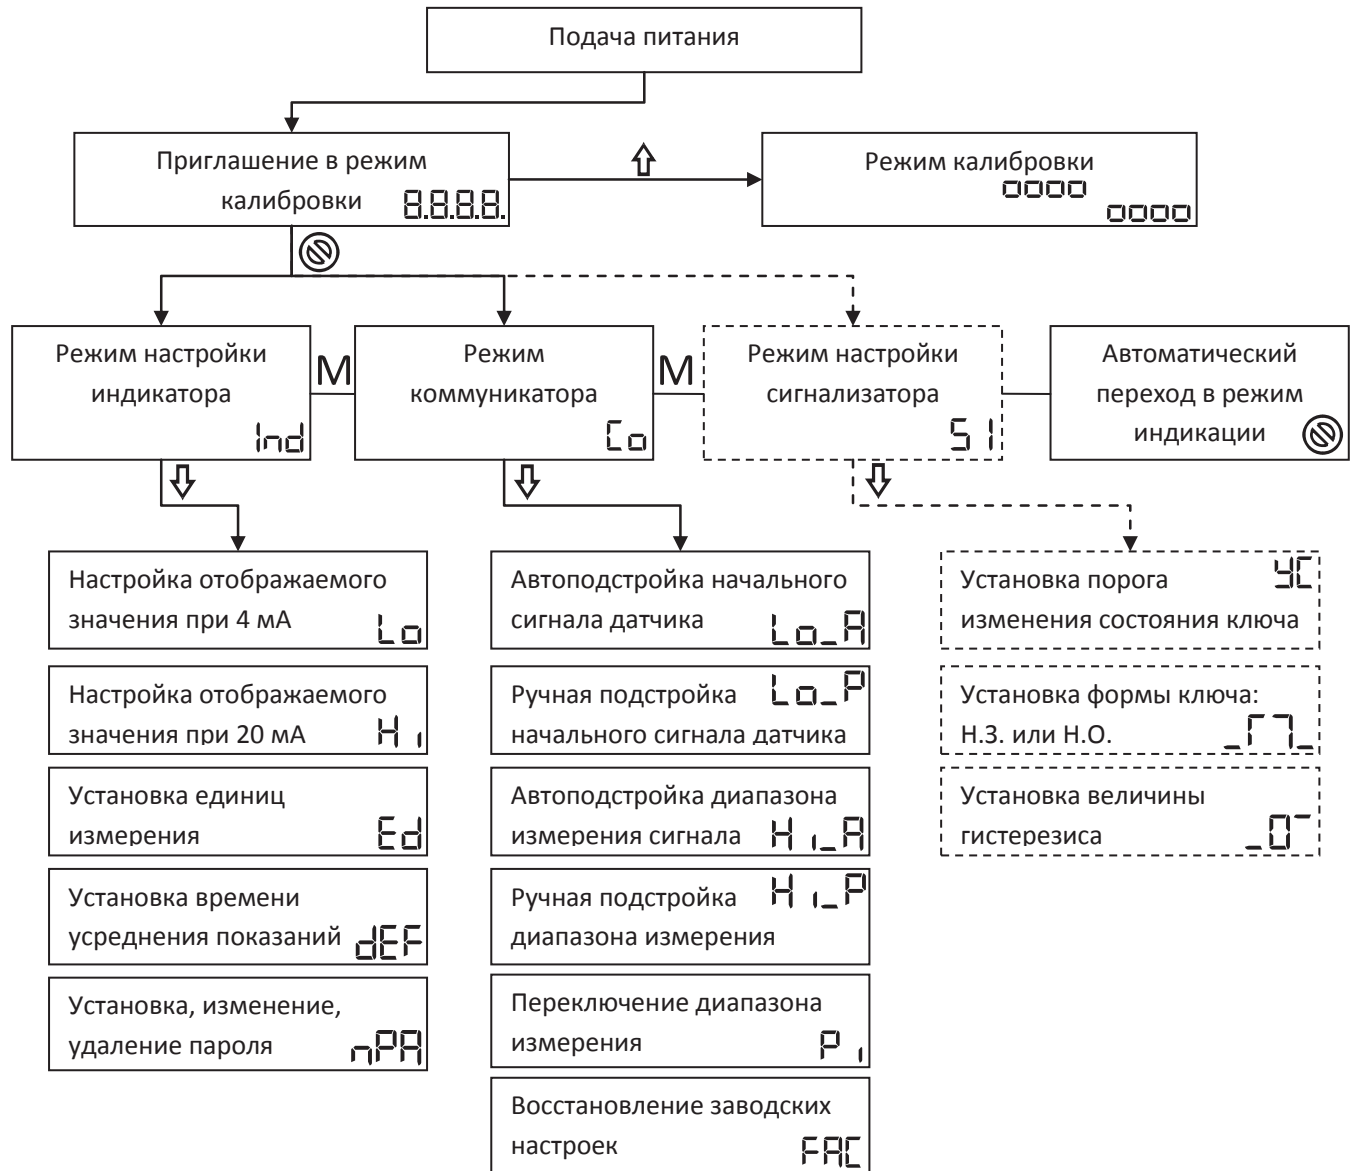 Подача питания
Приглашение в режим
калибровки 8.8.8.8.
Режим калибровки
oooo
oooo
Режим настройки
индикатора
Ind
M
Режим
коммуникатора
Co
M
Режим настройки
сигнализатора
SI
Автоматический
переход в режим
индикации
Настройка отображаемого
значения при 4 мА Lo
Настройка отображаемого
значения при 20 мА Hi
Установка единиц
измерения Ed
Установка времени
усреднения показаний dEF
Установка, изменение,
удаление пароля nPA
Автоподстройка начального
сигнала датчика Lo_A
Ручная подстройка Lo_P
начального сигнала датчика
Автоподстройка диапазона
измерения сигнала Hi_A
Ручная подстройка Hi_P
диапазона измерения
Переключение диапазона
измерения Pi
Восстановление заводских
настроек FAC
Установка порога УС
изменения состояния ключа
Установка формы ключа:
Н.З. или Н.О.
Установка величины
гистерезиса